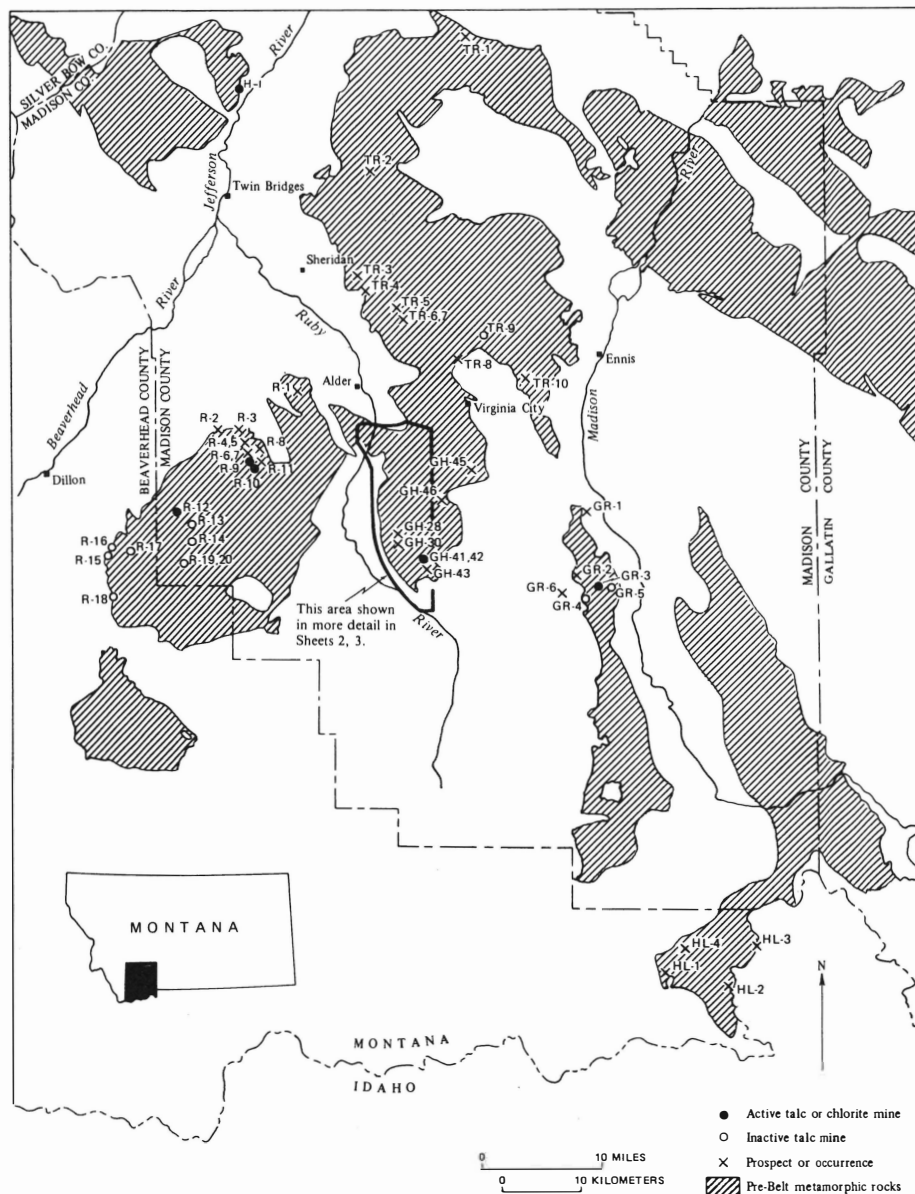 SILVER BOW CO.
MADISON CO.
River
H-1
TR-1
Jefferson
Twin Bridges
TR-2
River
Sheridan
TR-3
TR-4
TR-5
TR-6,7
TR-9
TR-8
TR-10
River
Ruby
Beaverhead
BEAVERHEAD COUNTY
MADISON COUNTY
Alder
Virginia City
Ennis
Madison
Dillon
R-1
R-2
R-3
R-4,5
R-8
R-6,7
R-9
R-11
R-10
R-12
R-13
R-14
R-16
R-15
R-17
R-19,20
R-18
GH-45
GH-46
GH-28
GH-30
GH-41,42
GH-43
This area shown
in more detail in
Sheets 2, 3.
River
GR-1
GR-2
GR-3
GR-6
GR-5
GR-4
MADISON COUNTY
GALLATIN COUNTY
HL-4
HL-3
HL-1
HL-2
N
MONTANA
MONTANA
IDAHO
0 10 MILES
0 10 KILOMETERS
Active talc or chlorite mine
Inactive talc mine
Prospect or occurrence
Pre-Belt metamorphic rocks